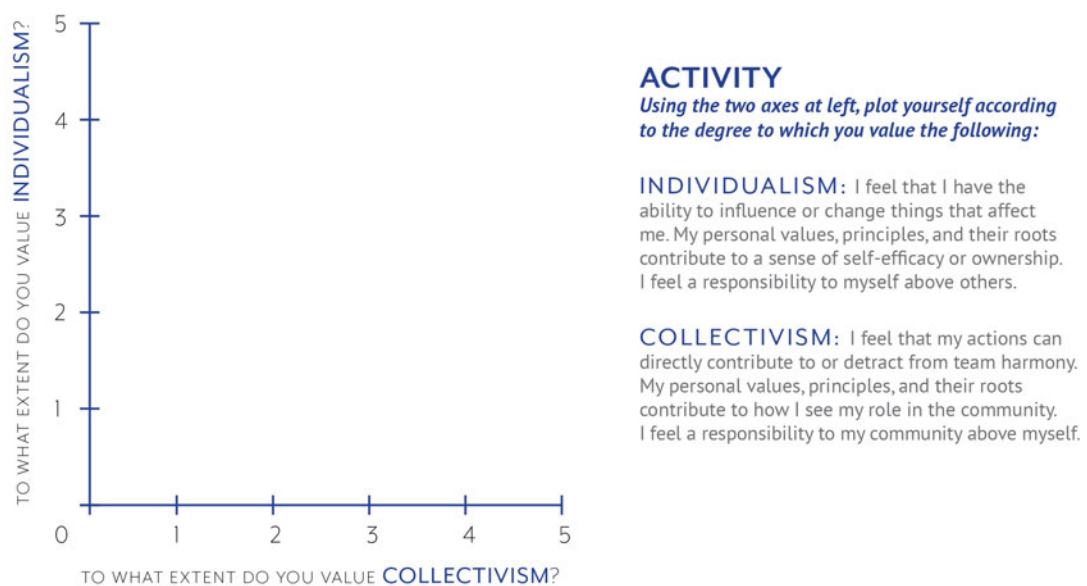 TO WHAT EXTENT DO YOU VALUE INDIVIDUALISM?
5
4
3
2
1
0
1
2
3
4
5
TO WHAT EXTENT DO YOU VALUE COLLECTIVISM?
ACTIVITY
Using the two axes at left, plot yourself according
to the degree to which you value the following:
INDIVIDUALISM: I feel that I have the
ability to influence or change things that affect
me. My personal values, principles, and their roots
contribute to a sense of self-efficacy or ownership.
I feel a responsibility to myself above others.
COLLECTIVISM: I feel that my actions can
directly contribute to or detract from team harmony.
My personal values, principles, and their roots
contribute to how I see my role in the community.
I feel a responsibility to my community above myself.